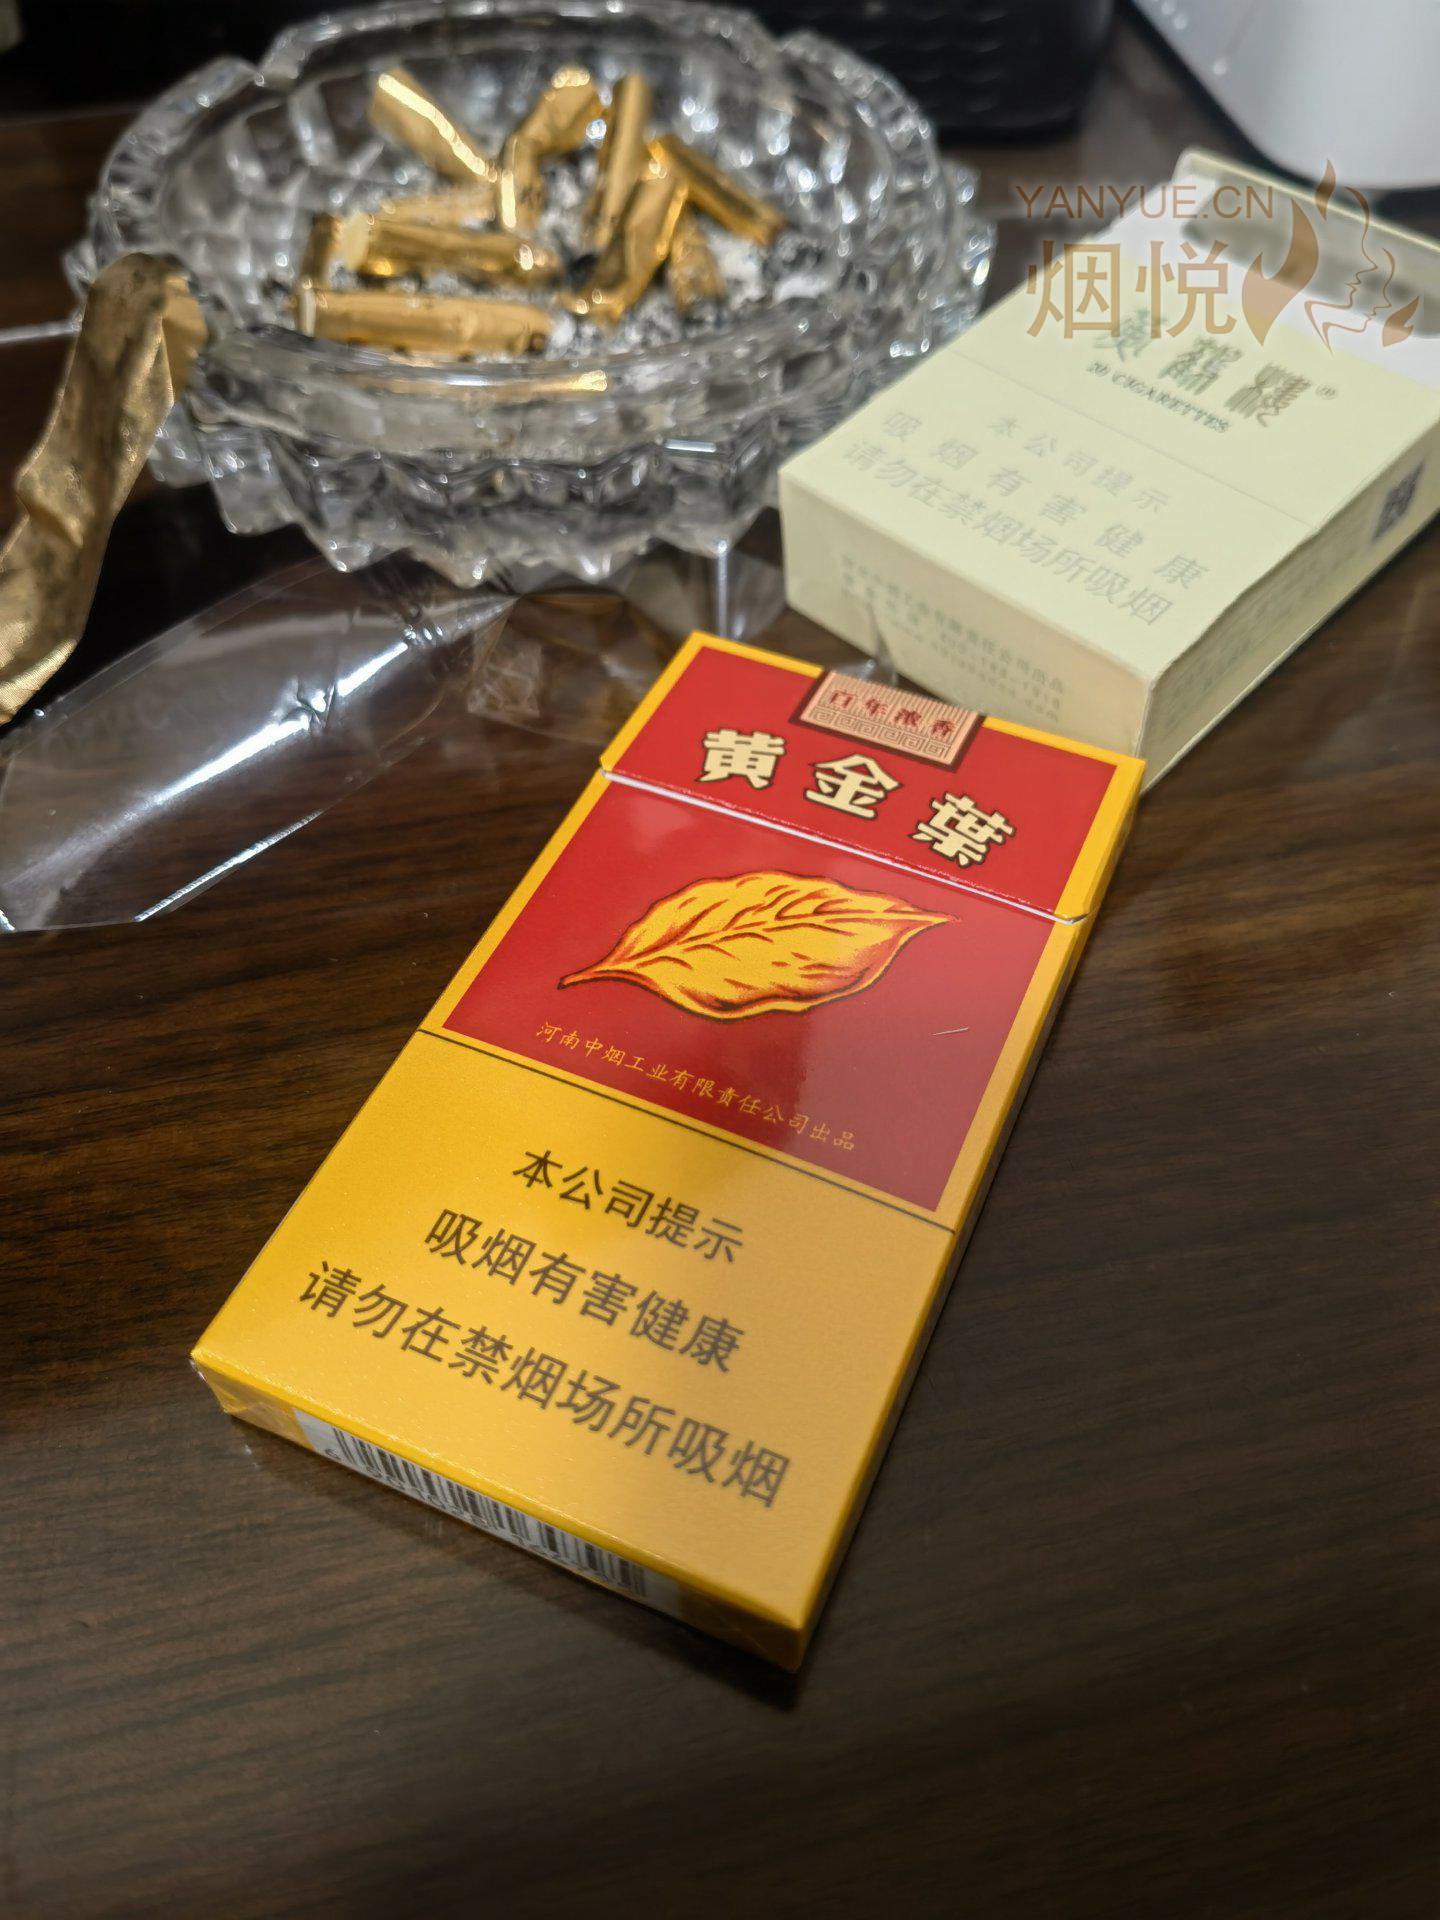 YANYUE.CN
烟悦
黄鹤楼®
20 CIGARETTES
本公司提示
吸烟有害健康
请勿在禁烟场所吸烟
百年浓香
黄金葉
河南中烟工业有限责任公司出品
本公司提示
吸烟有害健康
请勿在禁烟场所吸烟